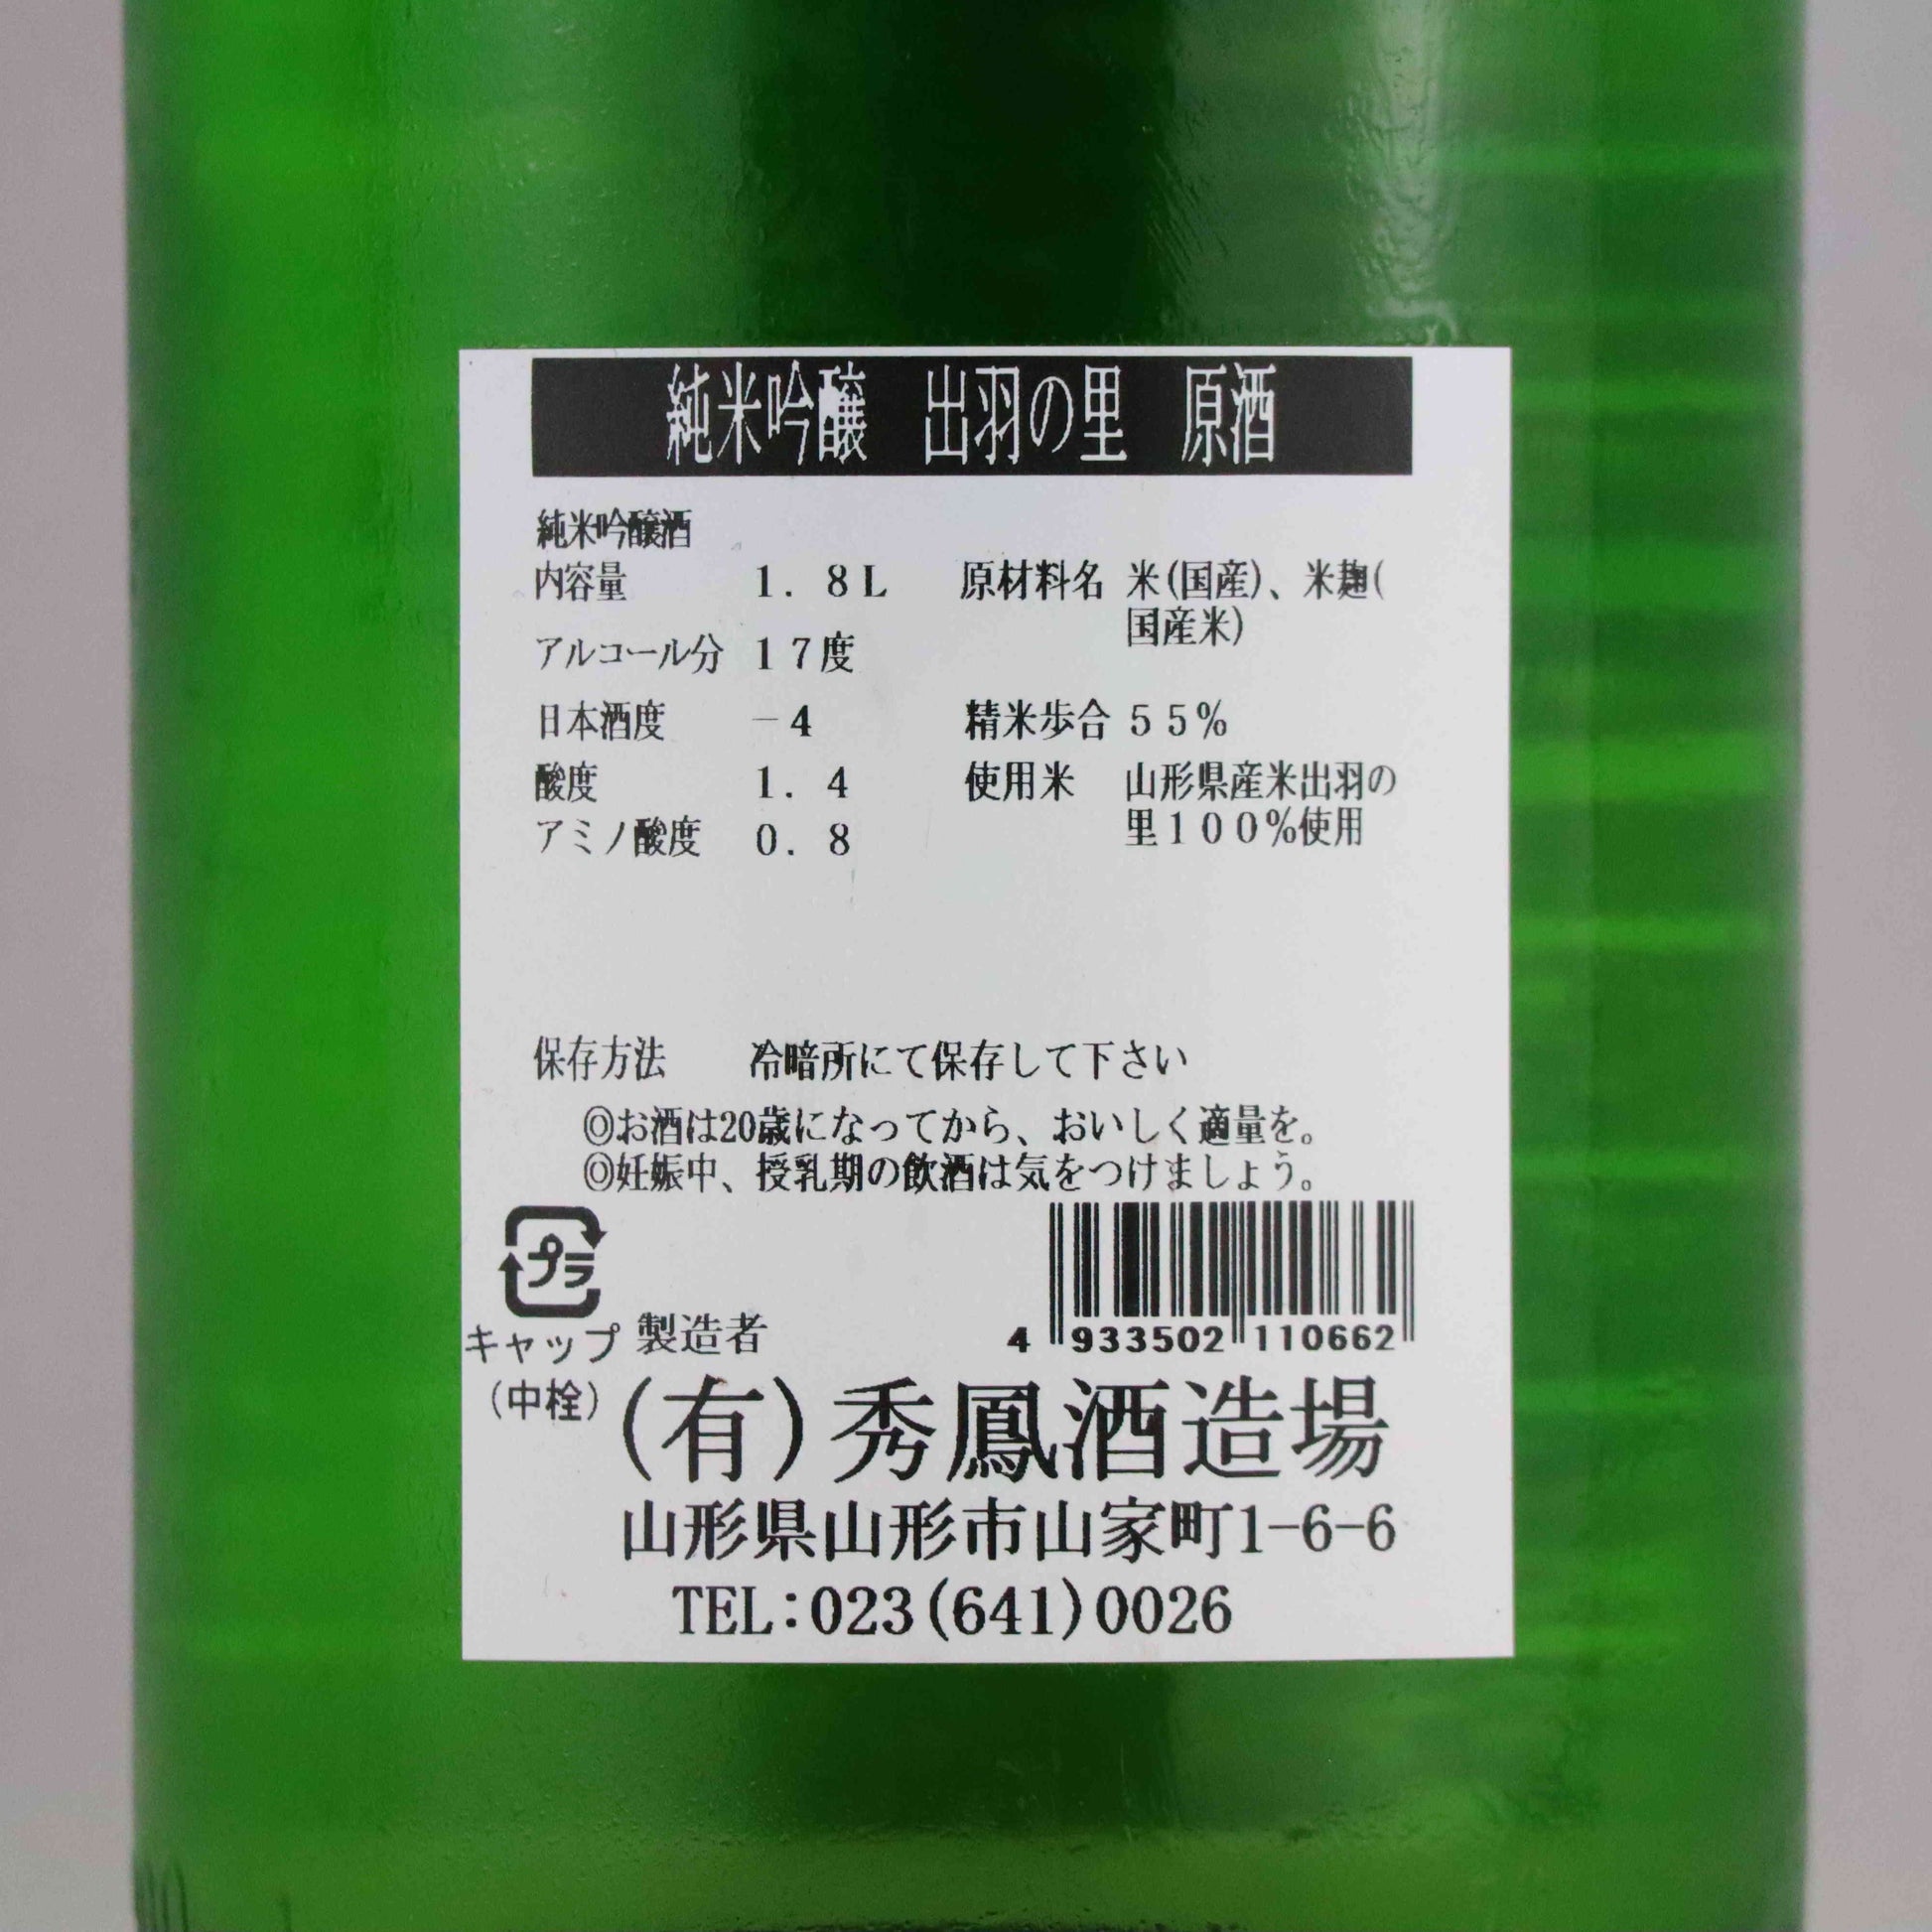 純米吟醸　出羽の里　原酒
純米吟醸酒
内容量　１．８Ｌ　原材料名　米(国産)、米麹(
国産米)
アルコール分　１７度
日本酒度　－４　精米歩合　５５％
酸度　１．４　使用米　山形県産米出羽の
里１００％使用
アミノ酸度　０．８
保存方法　冷暗所にて保存して下さい
◎お酒は20歳になってから、おいしく適量を。
◎妊娠中、授乳期の飲酒は気をつけましょう。
プラ
キャップ
(中栓)
製造者
4 933502 110662
(有)秀鳳酒造場
山形県山形市山家町1-6-6
TEL:023(641)0026